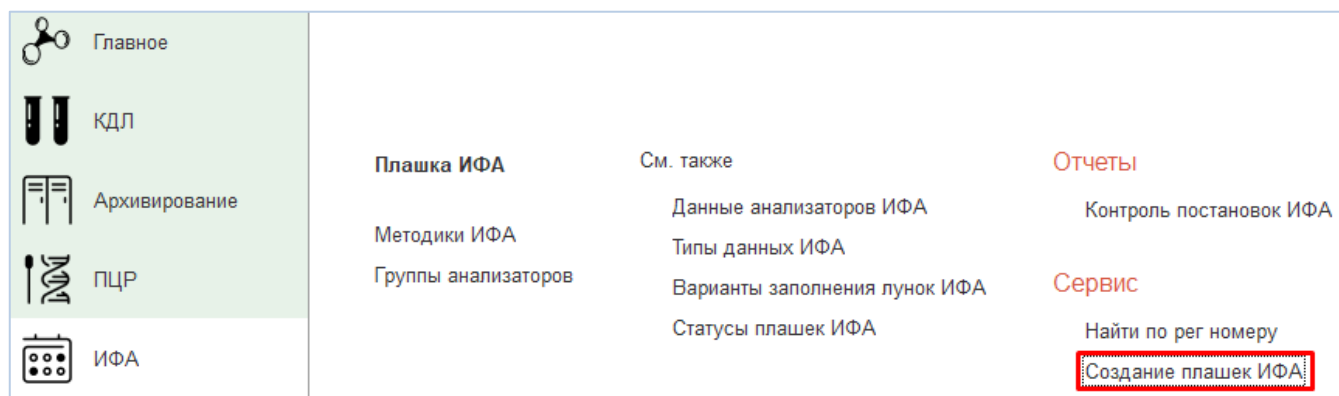 Главное
КДЛ
Архивирование
ПЦР
ИФА
Плашка ИФА
Методики ИФА
Группы анализаторов
См. также
Данные анализаторов ИФА
Типы данных ИФА
Варианты заполнения лунок ИФА
Статусы плашек ИФА
Отчеты
Контроль постановок ИФА
Сервис
Найти по рег номеру
Создание плашек ИФА